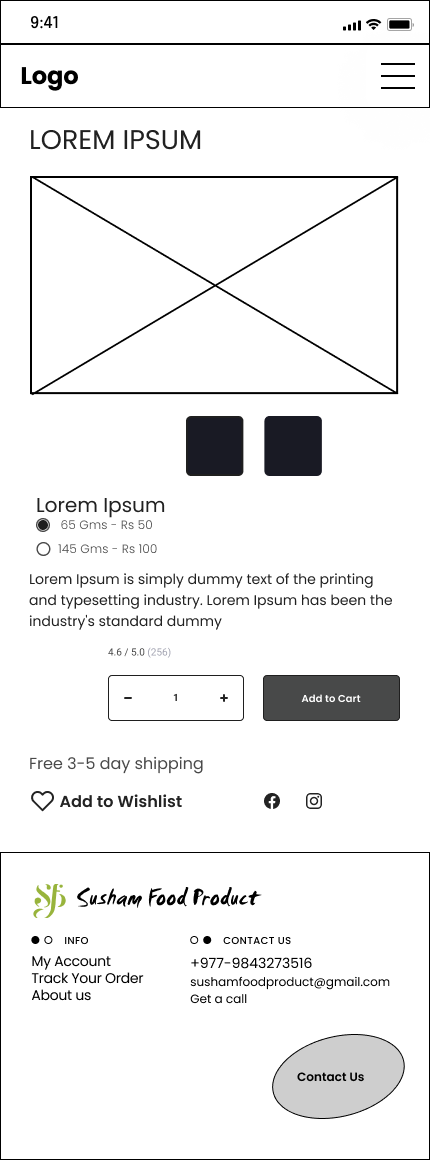 9:41
Logo
LOREM IPSUM
Lorem Ipsum
65 Gms - Rs 50
145 Gms - Rs 100
Lorem Ipsum is simply dummy text of the printing
and typesetting industry. Lorem Ipsum has been the
industry's standard dummy
4.6 / 5.0 (256)
- 1 +
Add to Cart
Free 3-5 day shipping
Add to Wishlist
Susham Food Product
INFO
My Account
Track Your Order
About us
CONTACT US
+977-9843273516
sushamfoodproduct@gmail.com
Get a call
Contact Us